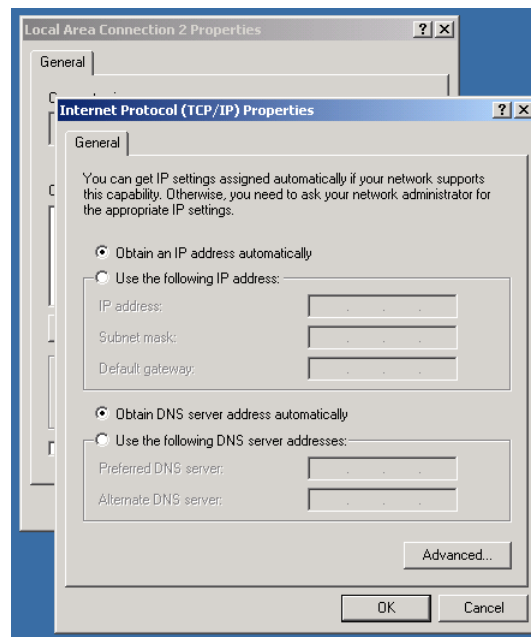 Local Area Connection 2 Properties
General
Internet Protocol (TCP/IP) Properties
General
You can get IP settings assigned automatically if your network supports
this capability. Otherwise, you need to ask your network administrator for
the appropriate IP settings.
Obtain an IP address automatically
Use the following IP address:
IP address:
Subnet mask:
Default gateway:
Obtain DNS server address automatically
Use the following DNS server addresses:
Preferred DNS server:
Alternate DNS server:
Advanced...
OK Cancel